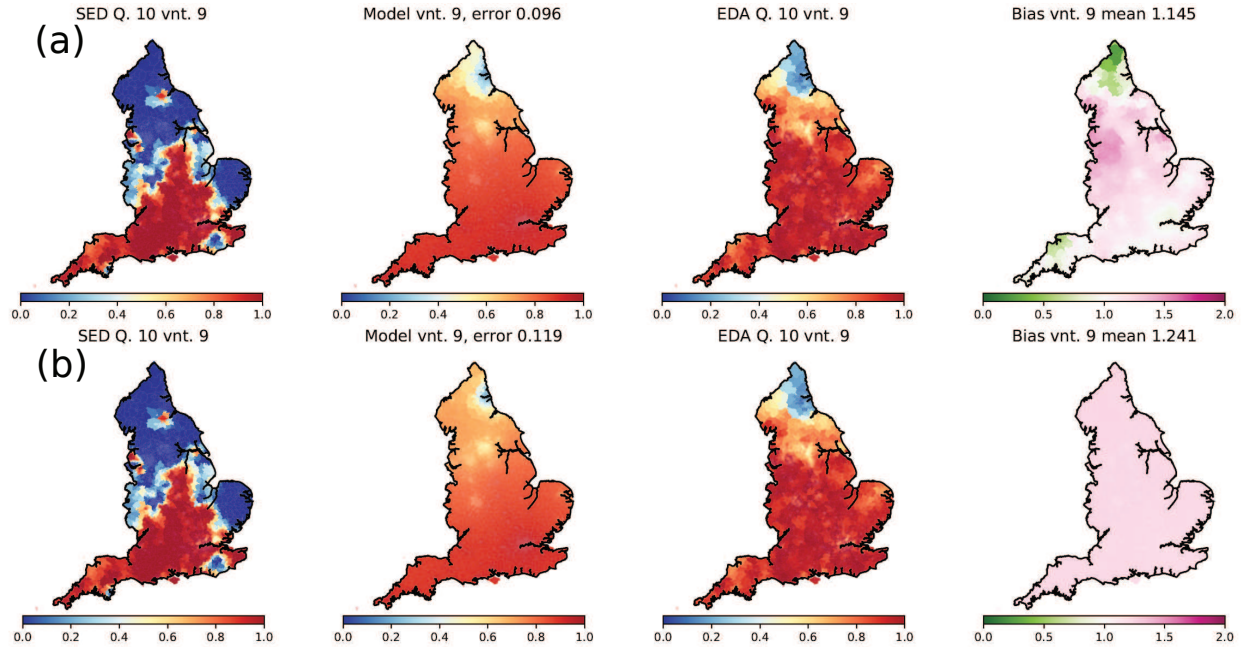 (a)
SED Q. 10 vnt. 9
Model vnt. 9, error 0.096
EDA Q. 10 vnt. 9
Bias vnt. 9 mean 1.145
0.0 0.2 0.4 0.6 0.8 1.0
0.0 0.2 0.4 0.6 0.8 1.0
0.0 0.2 0.4 0.6 0.8 1.0
0.0 0.5 1.0 1.5 2.0
(b)
SED Q. 10 vnt. 9
Model vnt. 9, error 0.119
EDA Q. 10 vnt. 9
Bias vnt. 9 mean 1.241
0.0 0.2 0.4 0.6 0.8 1.0
0.0 0.2 0.4 0.6 0.8 1.0
0.0 0.2 0.4 0.6 0.8 1.0
0.0 0.5 1.0 1.5 2.0